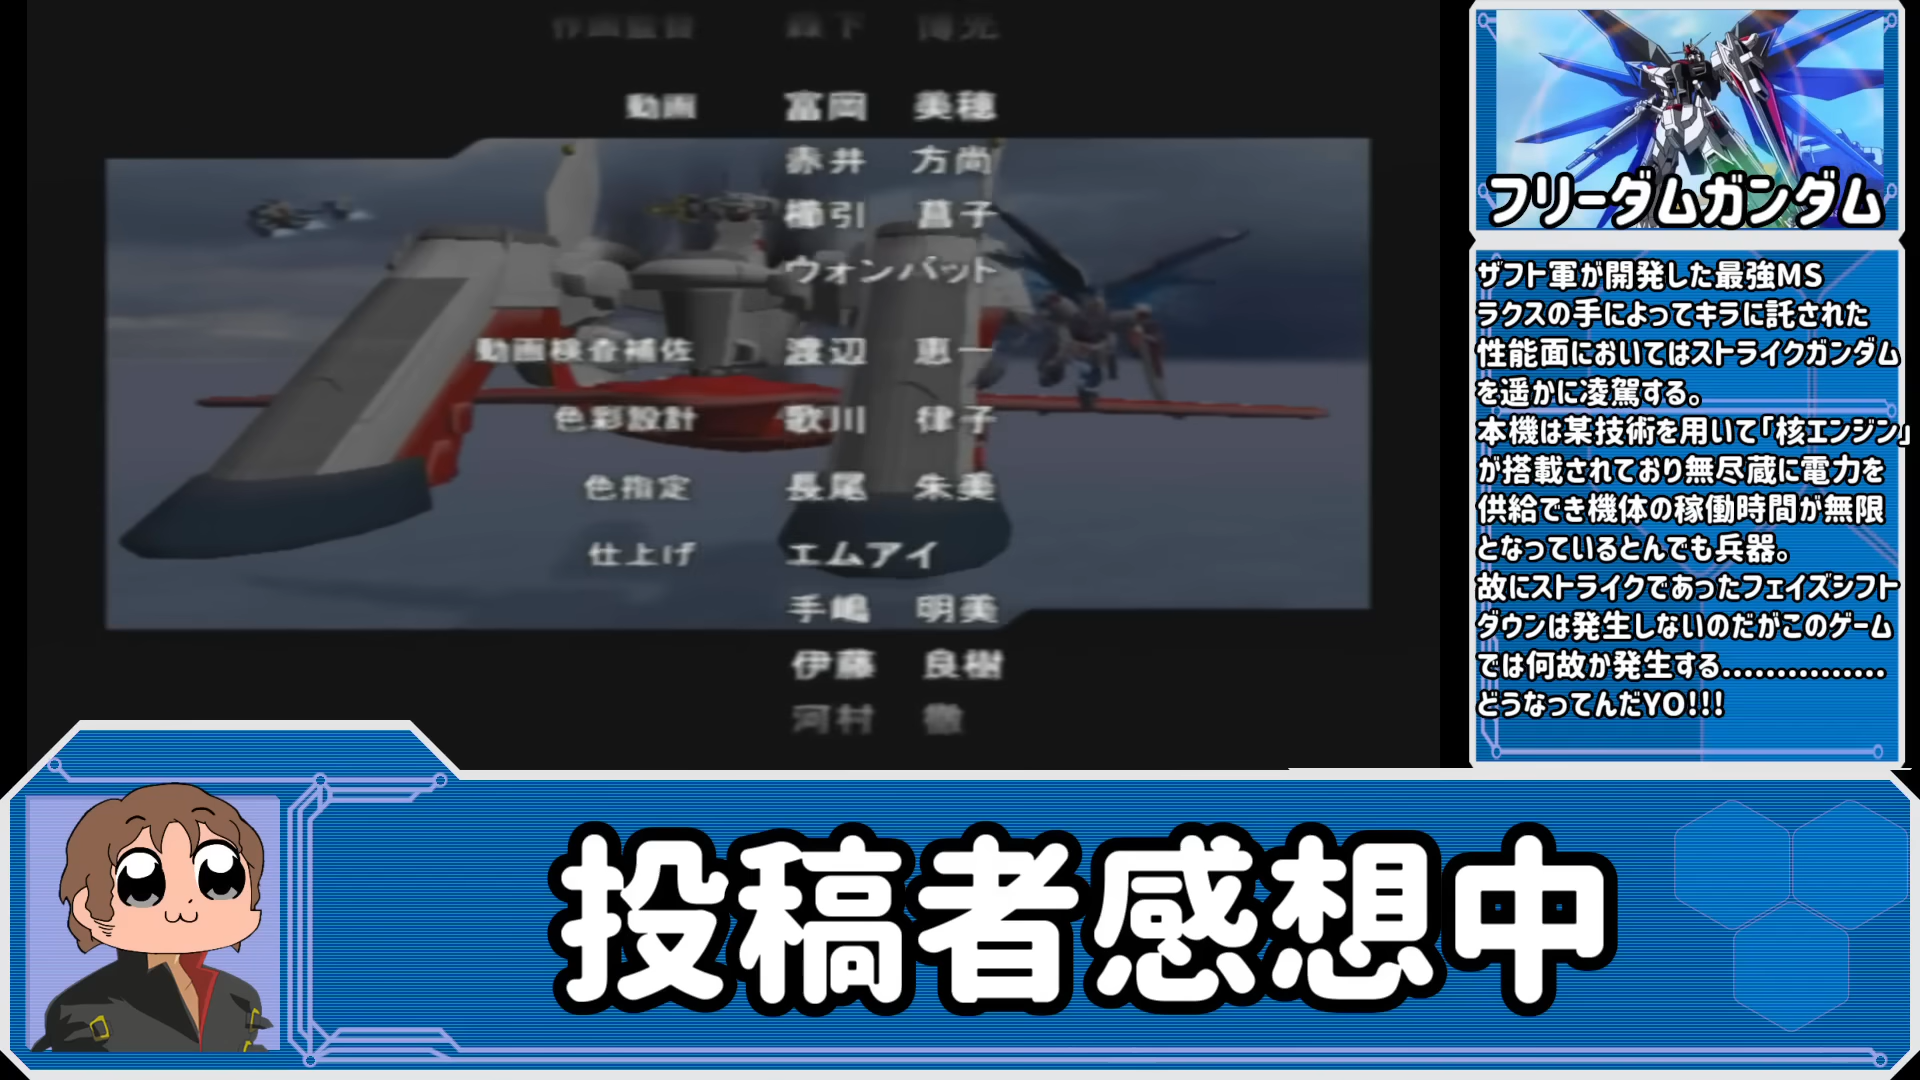 作画監督 森下 博光
動画 富岡 美穂
赤井 方尚
櫛引 菖子
ウォンバット
動画検査補佐 渡辺 恵一
色彩設計 歌川 律子
色指定 長尾 朱美
仕上げ エムアイ
手嶋 明美
伊藤 良樹
河村 徹
フリーダムガンダム
ザフト軍が開発した最強MS
ラクスの手によってキラに託された
性能面においてはストライクガンダム
を遥かに凌駕する。
本機は某技術を用いて「核エンジン」
が搭載されており無尽蔵に電力を
供給でき機体の稼働時間が無限
となっているとんでも兵器。
故にストライクであったフェイズシフト
ダウンは発生しないのだがこのゲーム
では何故か発生する...............
どうなってんだYO!!!
投稿者感想中